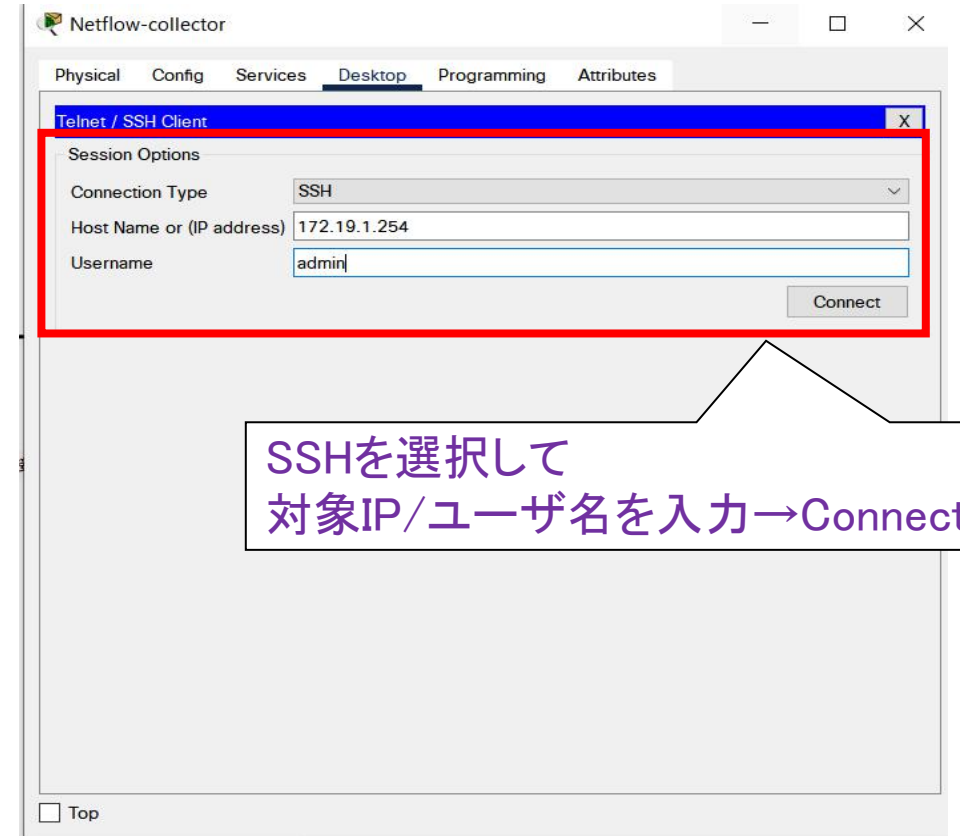 Netflow-collector
Physical Config Services Desktop Programming Attributes
Telnet / SSH Client X
Session Options
Connection Type SSH
Host Name or (IP address) 172.19.1.254
Username admin
Connect
SSHを選択して
対象IP/ユーザ名を入力→Connect
Top